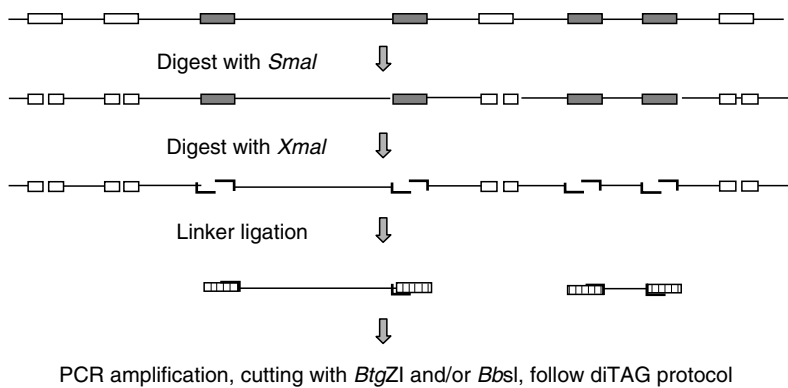 Digest with SmaI
Digest with XmaI
Linker ligation
PCR amplification, cutting with BtgZI and/or BbsI, follow diTAG protocol